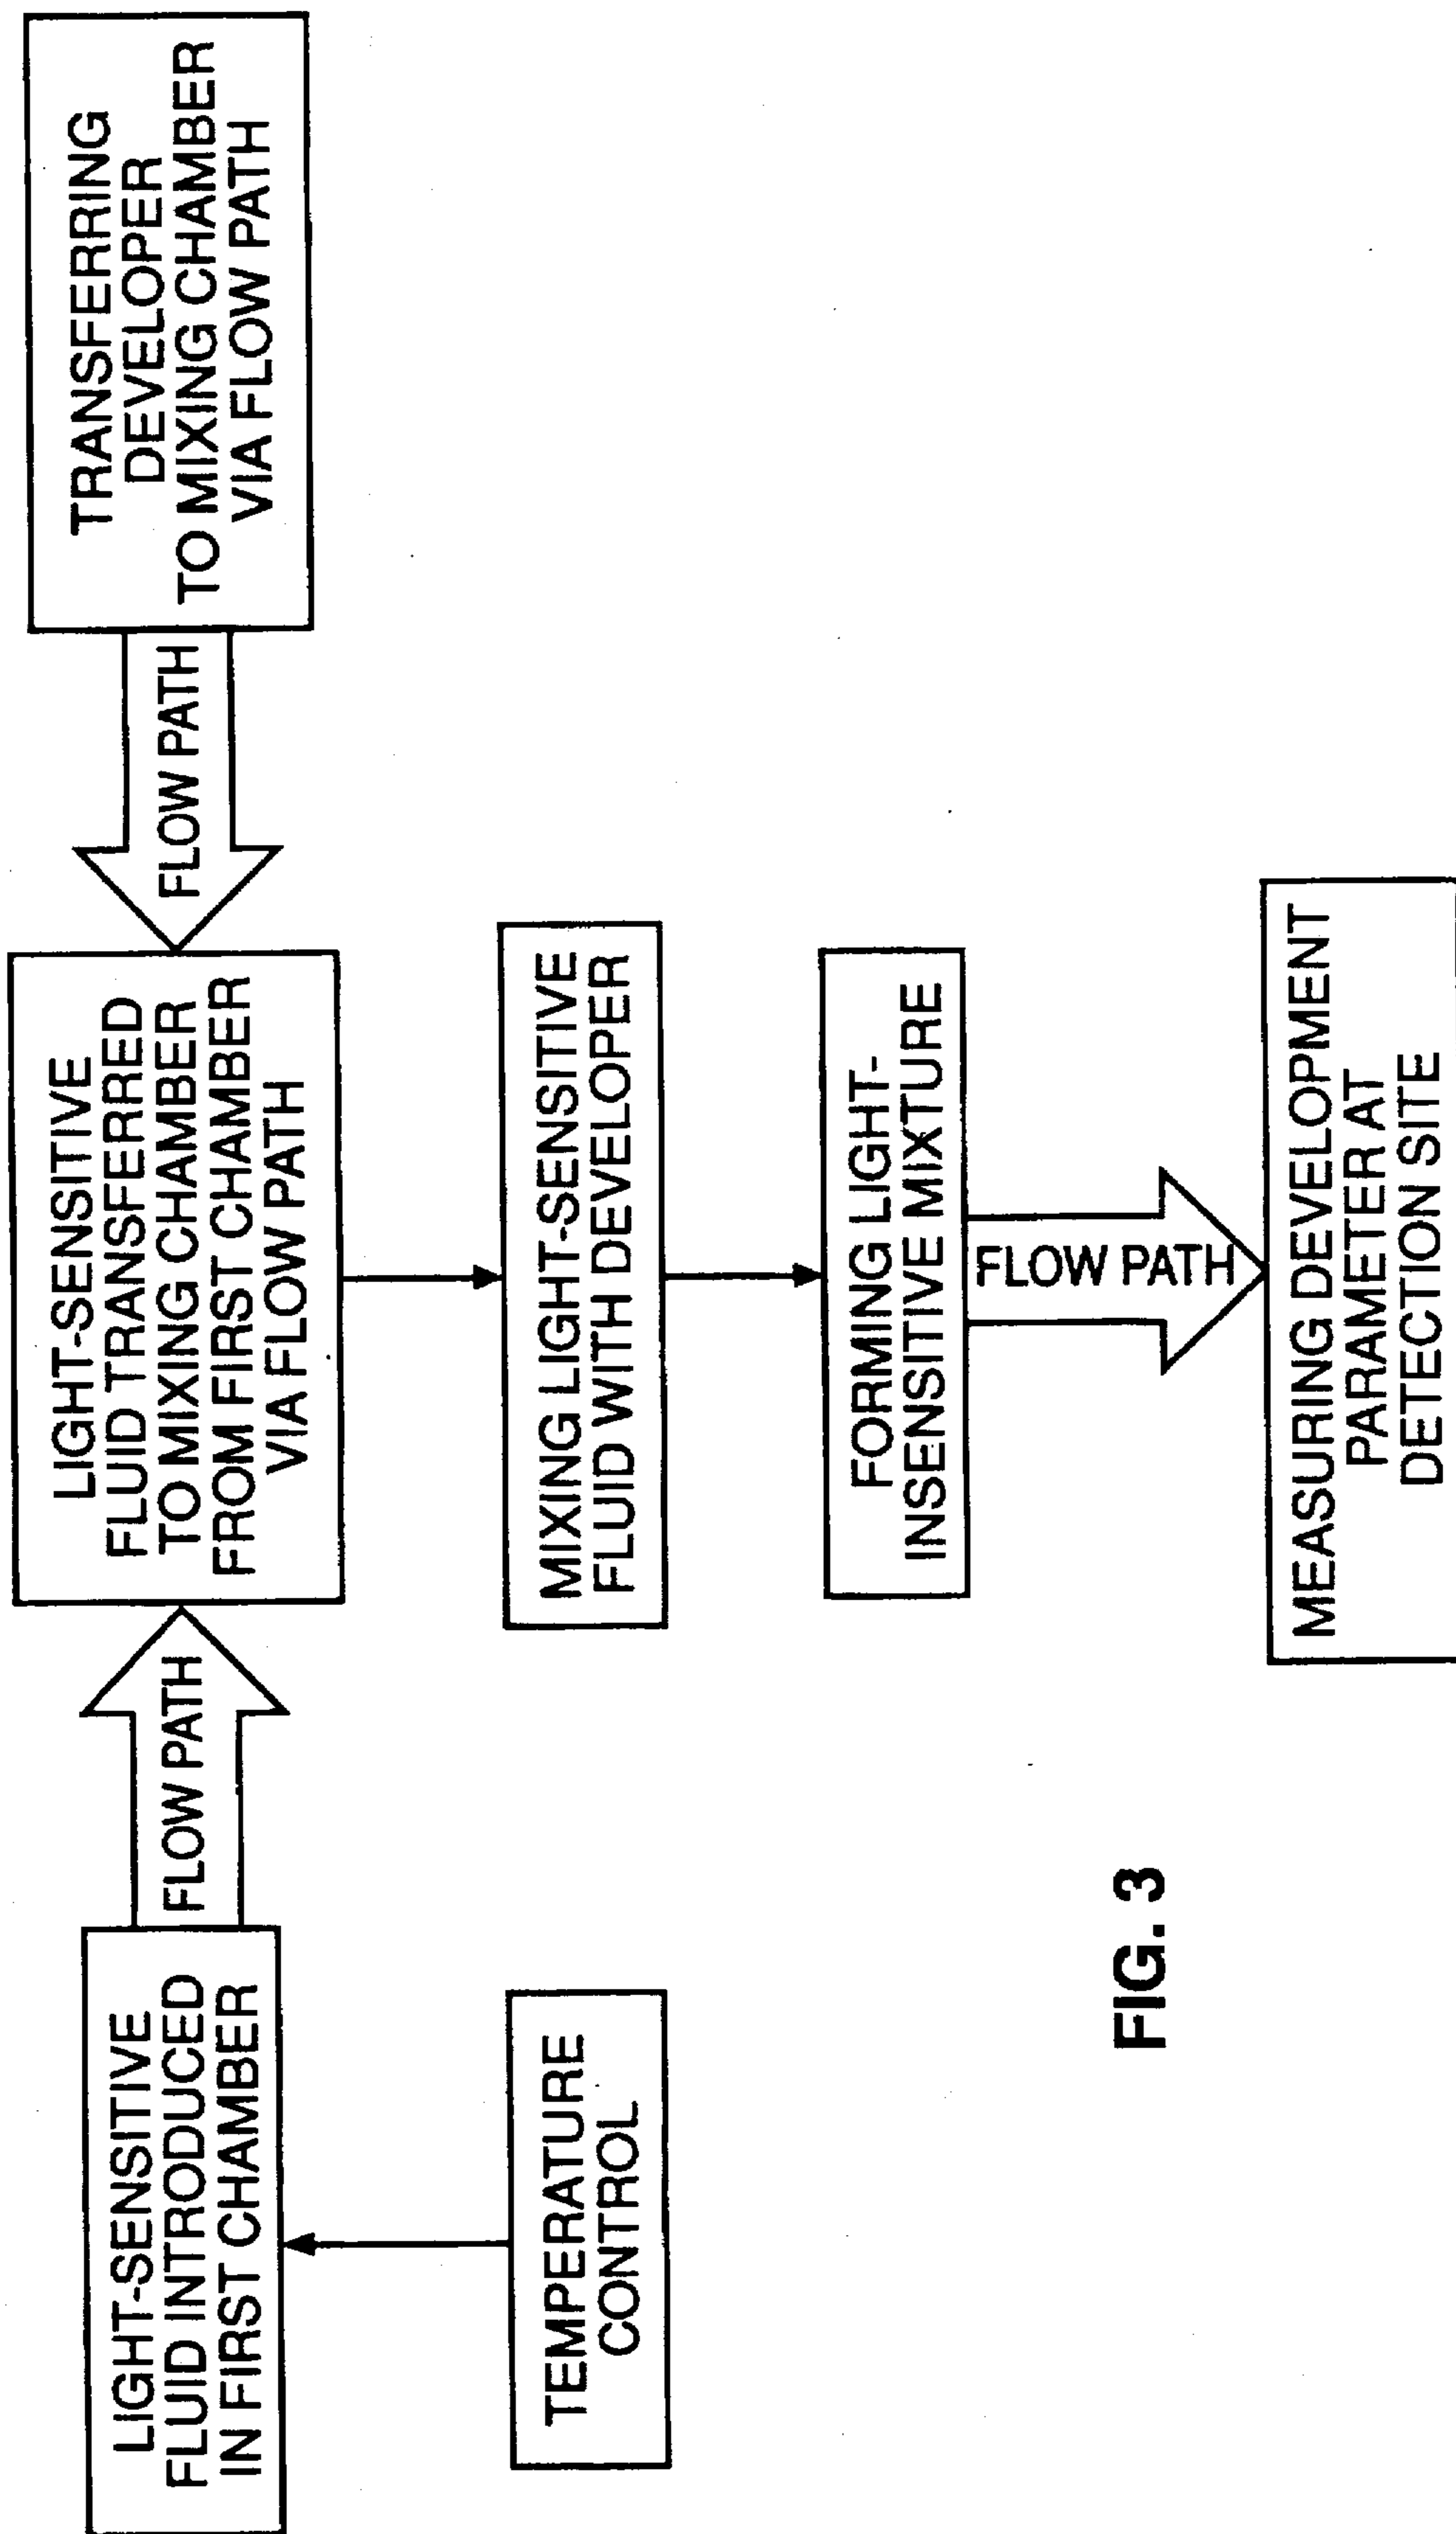 LIGHT-SENSITIVE
FLUID INTRODUCED
IN FIRST CHAMBER
FLOW PATH
LIGHT-SENSITIVE
FLUID TRANSFERRED
TO MIXING CHAMBER
FROM FIRST CHAMBER
VIA FLOW PATH
FLOW PATH
TRANSFERRING
DEVELOPER
TO MIXING CHAMBER
VIA FLOW PATH
TEMPERATURE
CONTROL
MIXING LIGHT-SENSITIVE
FLUID WITH DEVELOPER
FORMING LIGHT-
INSENSITIVE MIXTURE
FLOW PATH
MEASURING DEVELOPMENT
PARAMETER AT
DETECTION SITE
FIG. 3